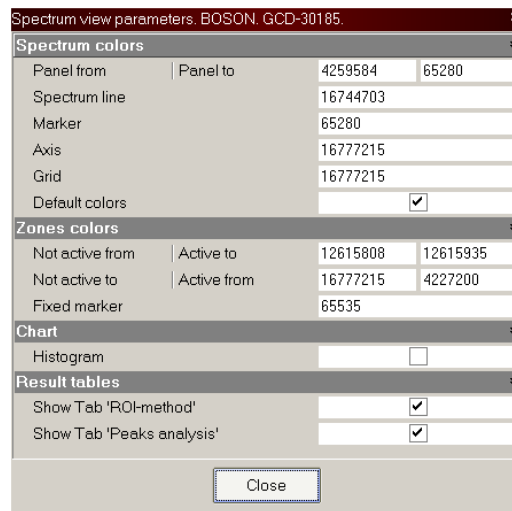 Spectrum view parameters. BOSON. GCD-30185.
Spectrum colors
Panel from Panel to 4259584 65280
Spectrum line 16744703
Marker 65280
Axis 16777215
Grid 16777215
Default colors
Zones colors
Not active from Active to 12615808 12615935
Not active to Active from 16777215 4227200
Fixed marker 65535
Chart
Histogram
Result tables
Show Tab 'ROI-method'
Show Tab 'Peaks analysis'
Close